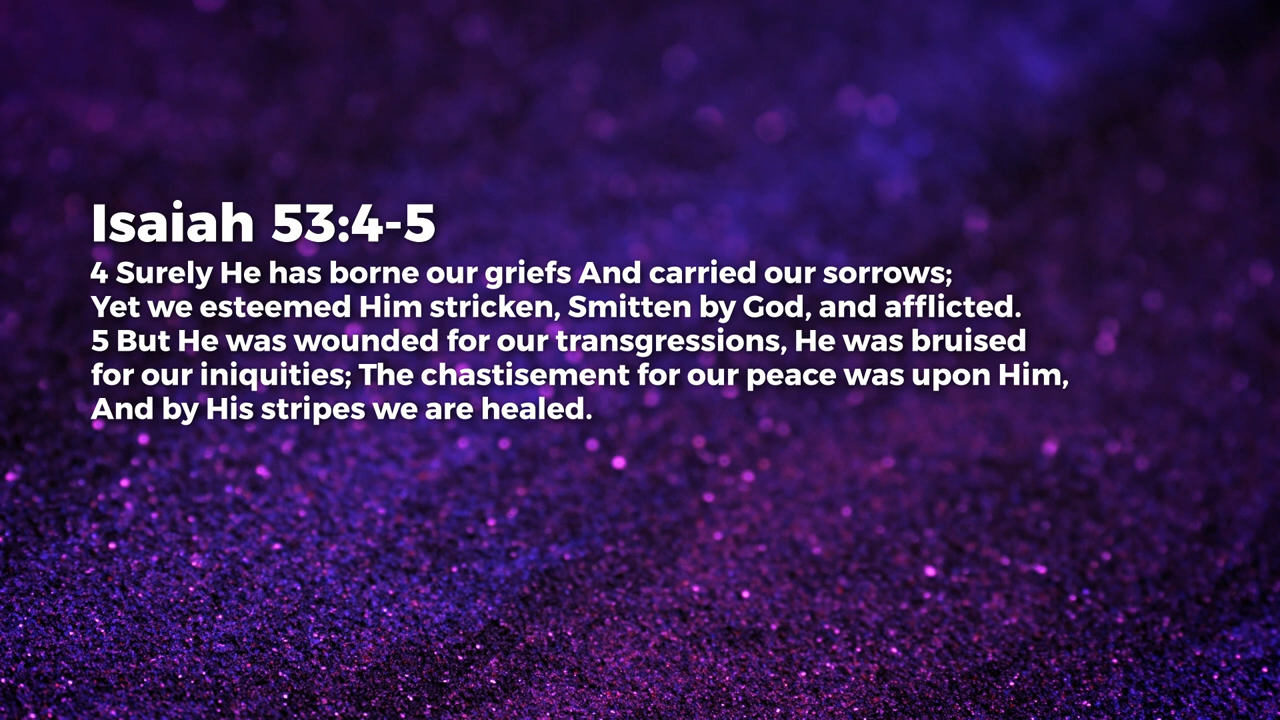 Isaiah 53:4-5
4 Surely He has borne our griefs And carried our sorrows;
Yet we esteemed Him stricken, Smitten by God, and afflicted.
5 But He was wounded for our transgressions, He was bruised
for our iniquities; The chastisement for our peace was upon Him,
And by His stripes we are healed.